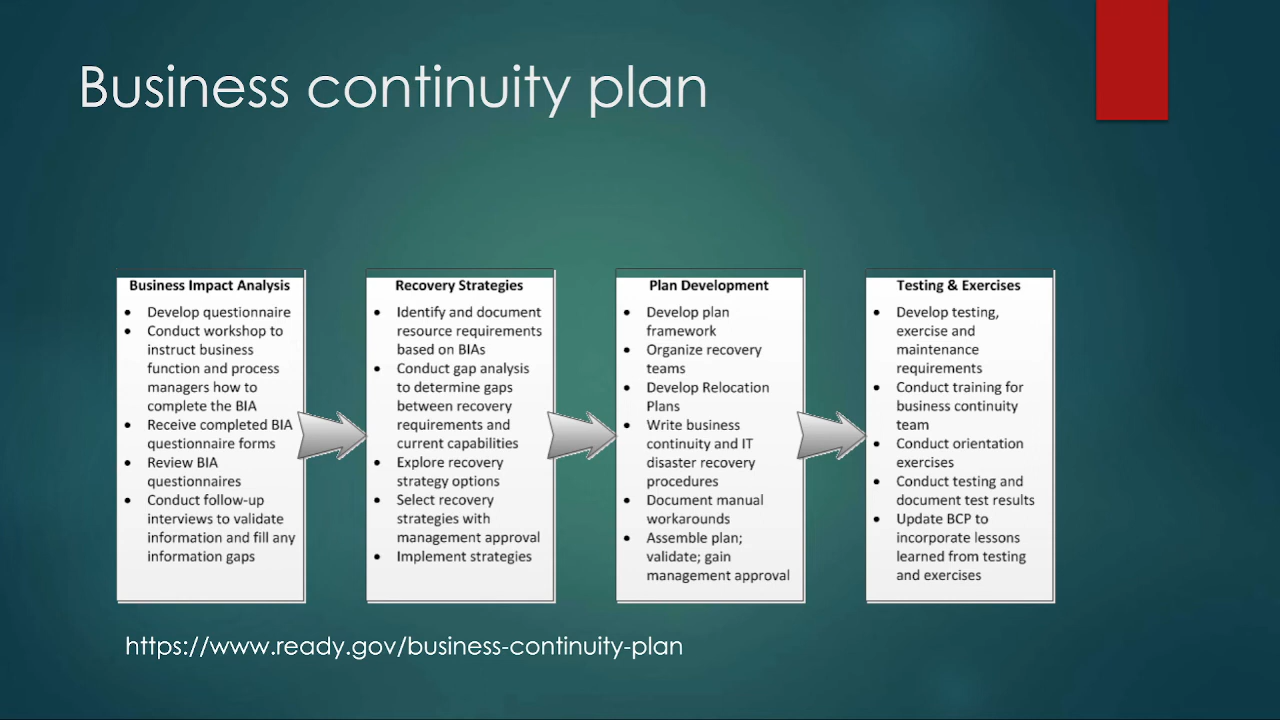 Business continuity plan
Business Impact Analysis
• Develop questionnaire
• Conduct workshop to
instruct business
function and process
managers how to
complete the BIA
• Receive completed BIA
questionnaire forms
• Review BIA
questionnaires
• Conduct follow-up
interviews to validate
information and fill any
information gaps
Recovery Strategies
• Identify and document
resource requirements
based on BIAs
• Conduct gap analysis
to determine gaps
between recovery
requirements and
current capabilities
• Explore recovery
strategy options
• Select recovery
strategies with
management approval
• Implement strategies
Plan Development
• Develop plan
framework
• Organize recovery
teams
• Develop Relocation
Plans
• Write business
continuity and IT
disaster recovery
procedures
• Document manual
workarounds
• Assemble plan;
validate; gain
management approval
Testing & Exercises
• Develop testing,
exercise and
maintenance
requirements
• Conduct training for
business continuity
team
• Conduct orientation
exercises
• Conduct testing and
document test results
• Update BCP to
incorporate lessons
learned from testing
and exercises
https://www.ready.gov/business-continuity-plan